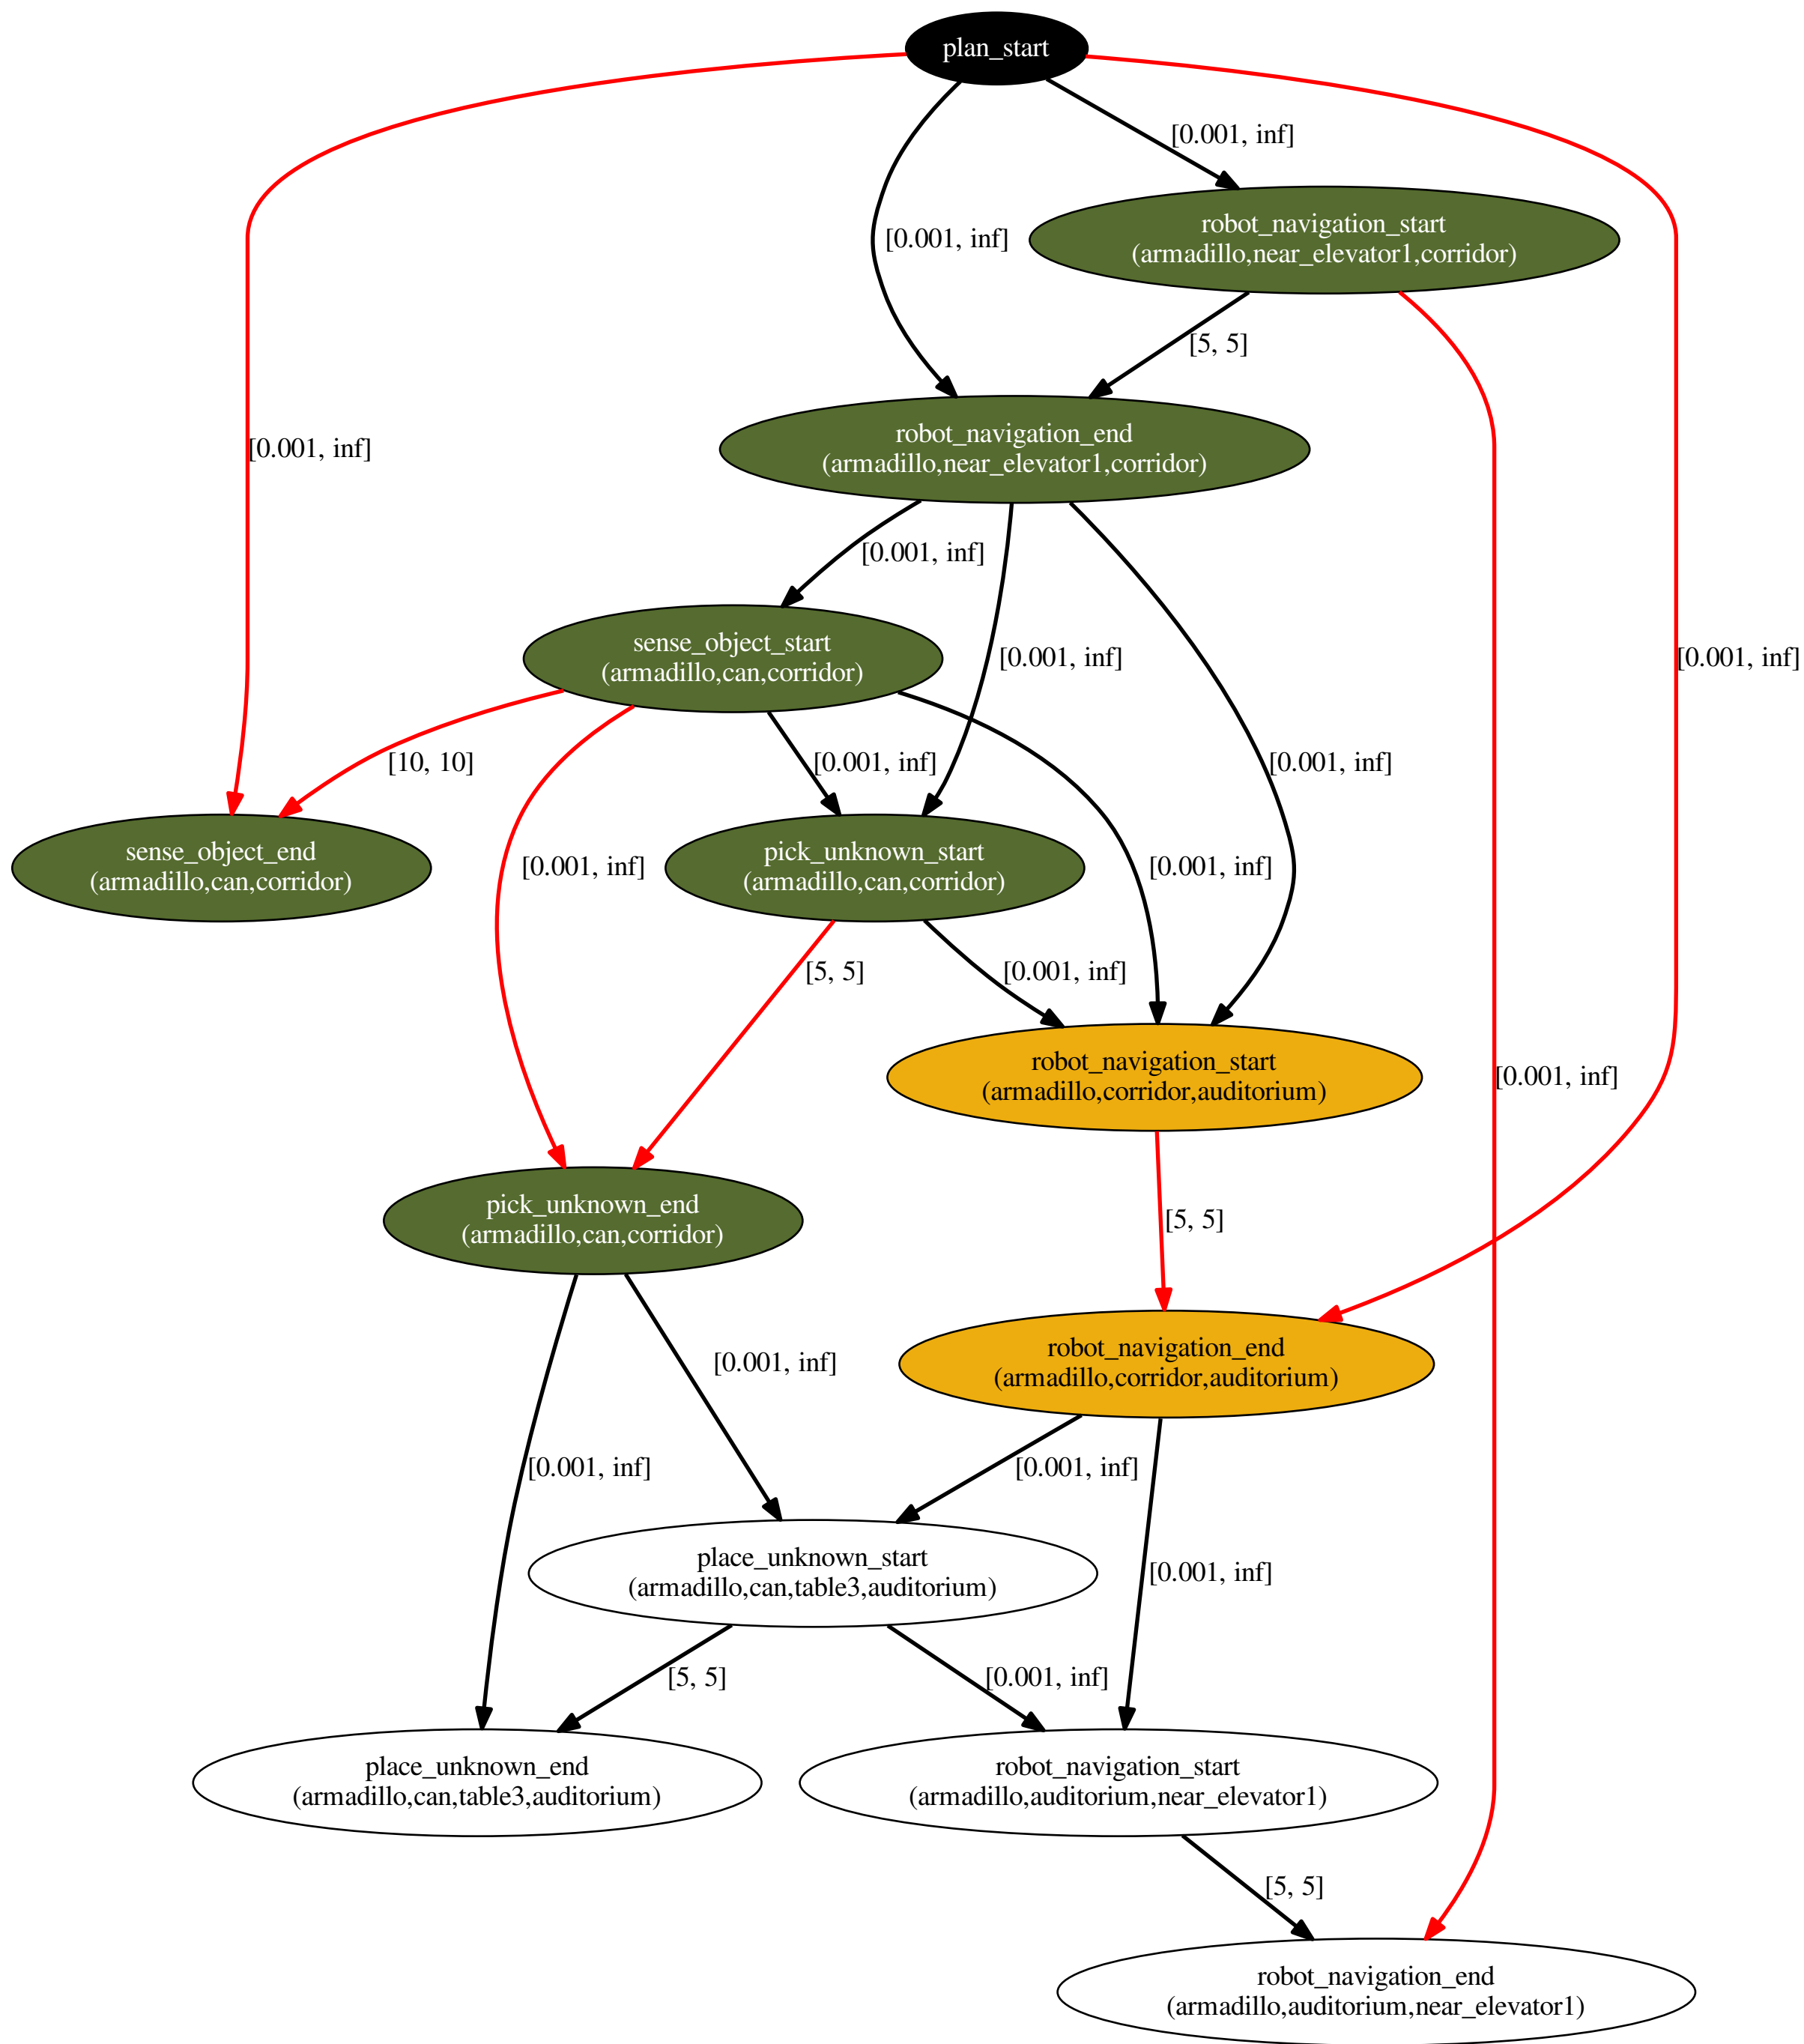 plan_start
[0.001, inf]
robot_navigation_start
(armadillo,near_elevator1,corridor)
[0.001, inf]
[5, 5]
[0.001, inf]
robot_navigation_end
(armadillo,near_elevator1,corridor)
[0.001, inf]
sense_object_start
(armadillo,can,corridor)
[0.001, inf]
[0.001, inf]
[10, 10]
[0.001, inf]
[0.001, inf]
sense_object_end
(armadillo,can,corridor)
[0.001, inf]
pick_unknown_start
(armadillo,can,corridor)
[0.001, inf]
[5, 5]
[0.001, inf]
robot_navigation_start
(armadillo,corridor,auditorium)
[0.001, inf]
pick_unknown_end
(armadillo,can,corridor)
[5, 5]
robot_navigation_end
(armadillo,corridor,auditorium)
[0.001, inf]
[0.001, inf]
[0.001, inf]
place_unknown_start
(armadillo,can,table3,auditorium)
[0.001, inf]
[5, 5]
[0.001, inf]
place_unknown_end
(armadillo,can,table3,auditorium)
robot_navigation_start
(armadillo,auditorium,near_elevator1)
[5, 5]
robot_navigation_end
(armadillo,auditorium,near_elevator1)